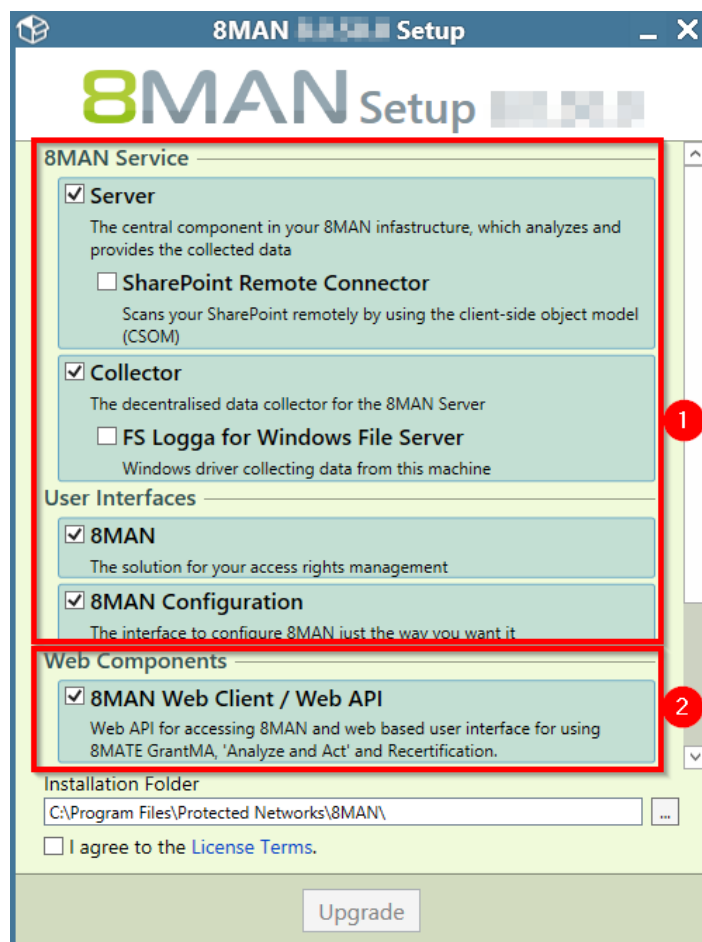 8MAN Setup
8MAN Setup
8MAN Service
Server
The central component in your 8MAN infastructure, which analyzes and
provides the collected data
SharePoint Remote Connector
Scans your SharePoint remotely by using the client-side object model
(CSOM)
Collector
The decentralised data collector for the 8MAN Server
1
FS Logga for Windows File Server
Windows driver collecting data from this machine
User Interfaces
8MAN
The solution for your access rights management
8MAN Configuration
The interface to configure 8MAN just the way you want it
Web Components
8MAN Web Client / Web API
2
Web API for accessing 8MAN and web based user interface for using
8MATE GrantMA, 'Analyze and Act' and Recertification.
Installation Folder
C:\Program Files\Protected Networks\8MAN\
...
I agree to the License Terms.
Upgrade